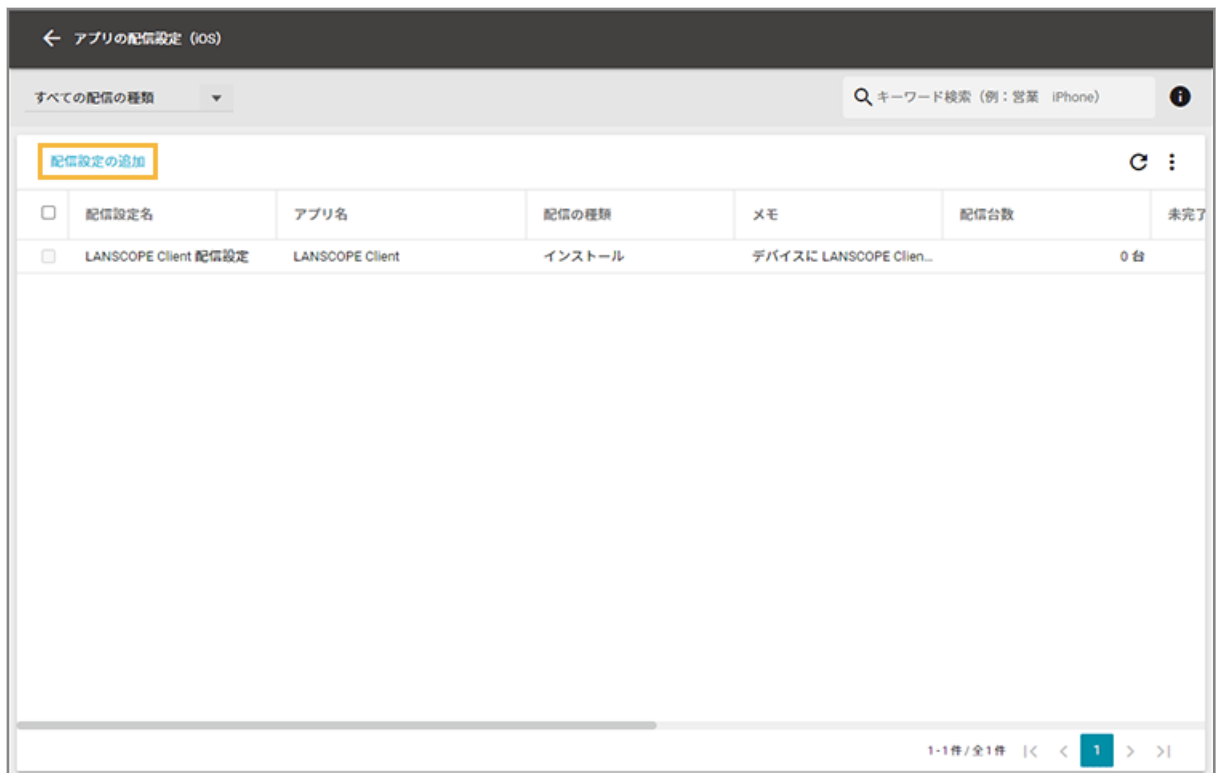 アプリの配信設定（iOS）
すべての配信の種類
キーワード検索（例：営業 iPhone）
配信設定の追加
配信設定名 アプリ名 配信の種類 メモ 配信台数 未完了
LANSCOPE Client 配信設定 LANSCOPE Client インストール デバイスに LANSCOPE Clien... 0 台
1-1件/全1件 1